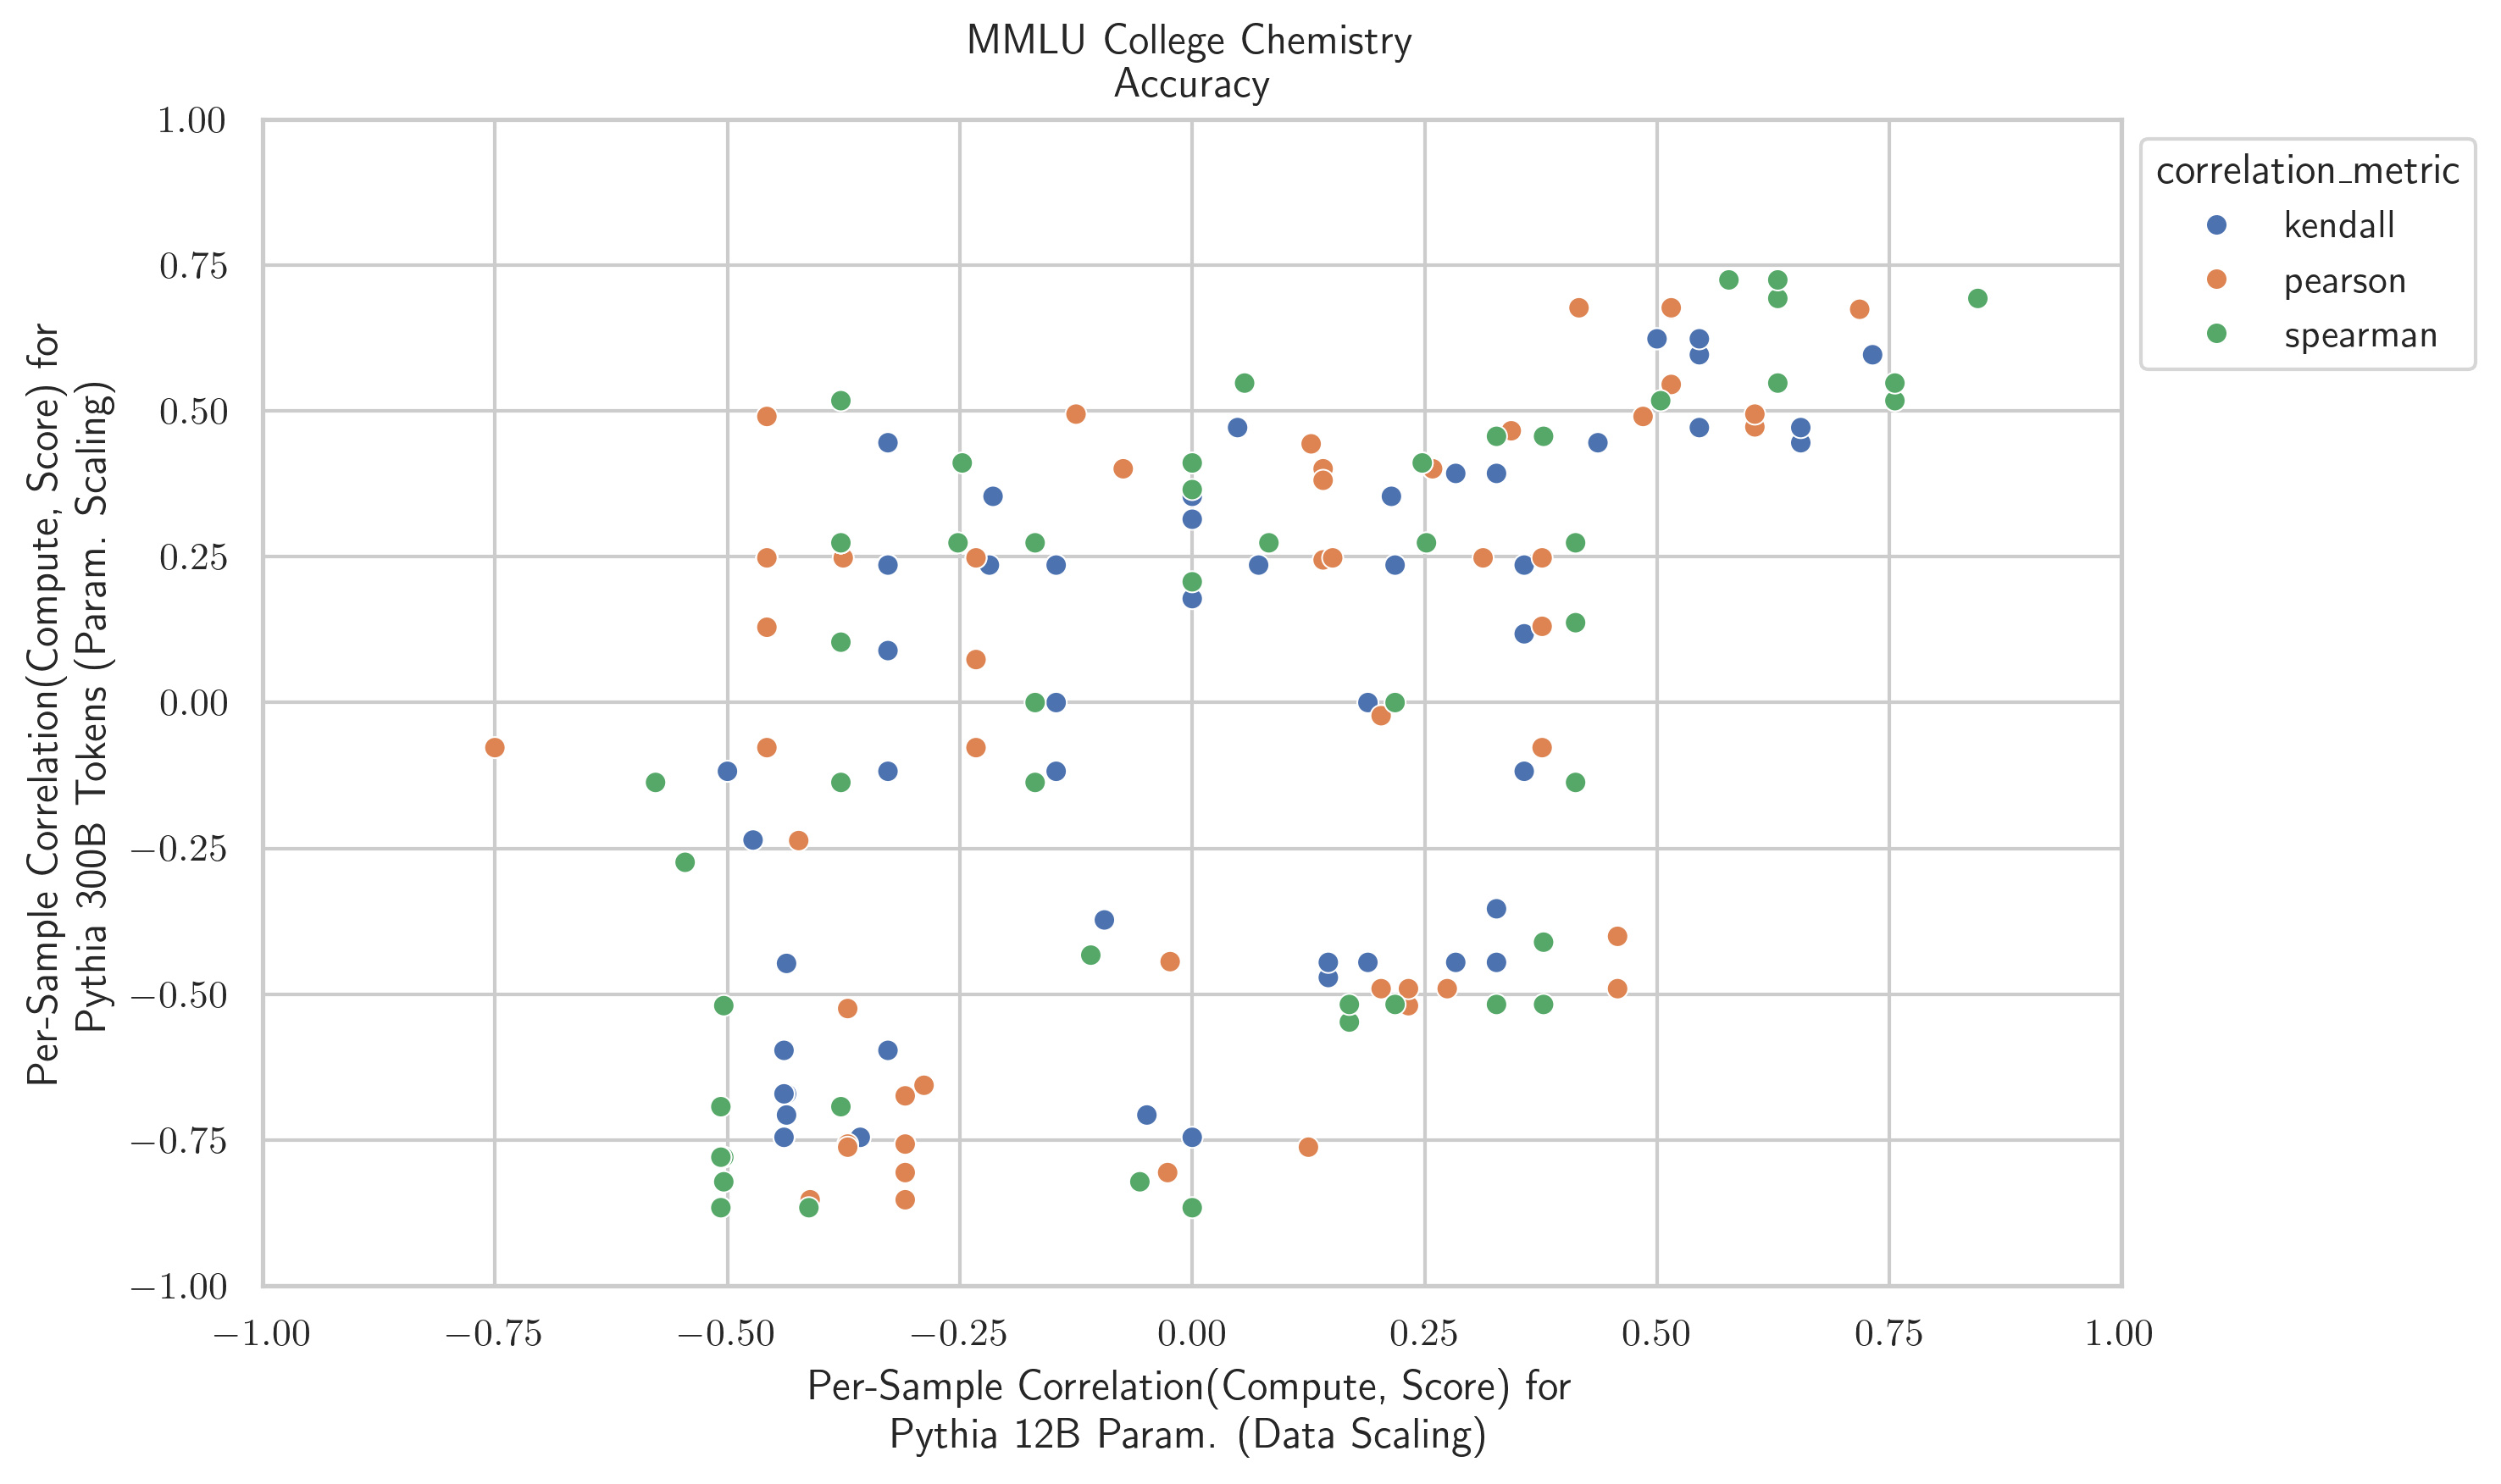 MMLU College Chemistry
Accuracy
1.00
0.75
0.50
0.25
0.00
−0.25
−0.50
−0.75
−1.00
Per-Sample Correlation(Compute, Score) for
Pythia 300B Tokens (Param. Scaling)
correlation_metric
kendall
pearson
spearman
−1.00
−0.75
−0.50
−0.25
0.00
0.25
0.50
0.75
1.00
Per-Sample Correlation(Compute, Score) for
Pythia 12B Param. (Data Scaling)